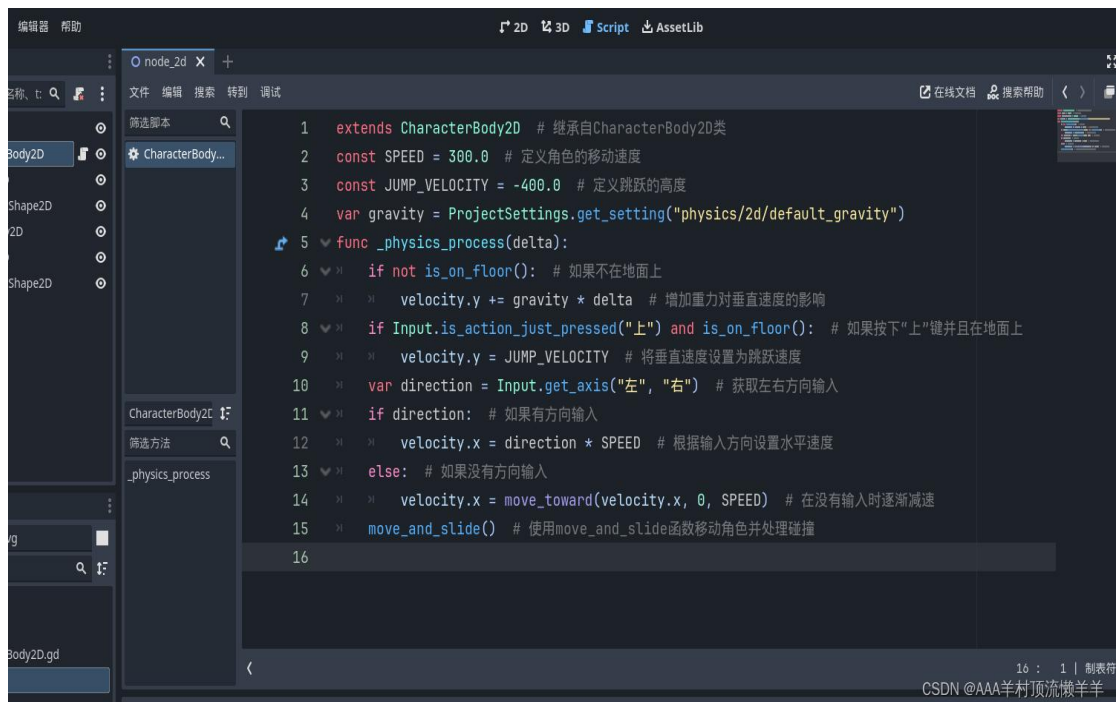 编辑器 帮助
2D 3D Script AssetLib
node_2d
文件 编辑 搜索 转到 调试
在线文档 搜索帮助
名称、t:
筛选脚本
Body2D
CharacterBody...
Shape2D
2D
Shape2D
1 extends CharacterBody2D # 继承自CharacterBody2D类
2 const SPEED = 300.0 # 定义角色的移动速度
3 const JUMP_VELOCITY = -400.0 # 定义跳跃的高度
4 var gravity = ProjectSettings.get_setting("physics/2d/default_gravity")
5 func _physics_process(delta):
6 if not is_on_floor(): # 如果不在地面上
7 velocity.y += gravity * delta # 增加重力对垂直速度的影响
8 if Input.is_action_just_pressed("上") and is_on_floor(): # 如果按下“上”键并且在地面上
9 velocity.y = JUMP_VELOCITY # 将垂直速度设置为跳跃速度
10 var direction = Input.get_axis("左", "右") # 获取左右方向输入
11 if direction: # 如果有方向输入
12 velocity.x = direction * SPEED # 根据输入方向设置水平速度
13 else: # 如果没有方向输入
14 velocity.x = move_toward(velocity.x, 0, SPEED) # 在没有输入时逐渐减速
15 move_and_slide() # 使用move_and_slide函数移动角色并处理碰撞
16
CharacterBody2D
筛选方法
_physics_process
vg
Body2D.gd
16 : 1 | 制表符
CSDN @AAA羊村顶流懒羊羊